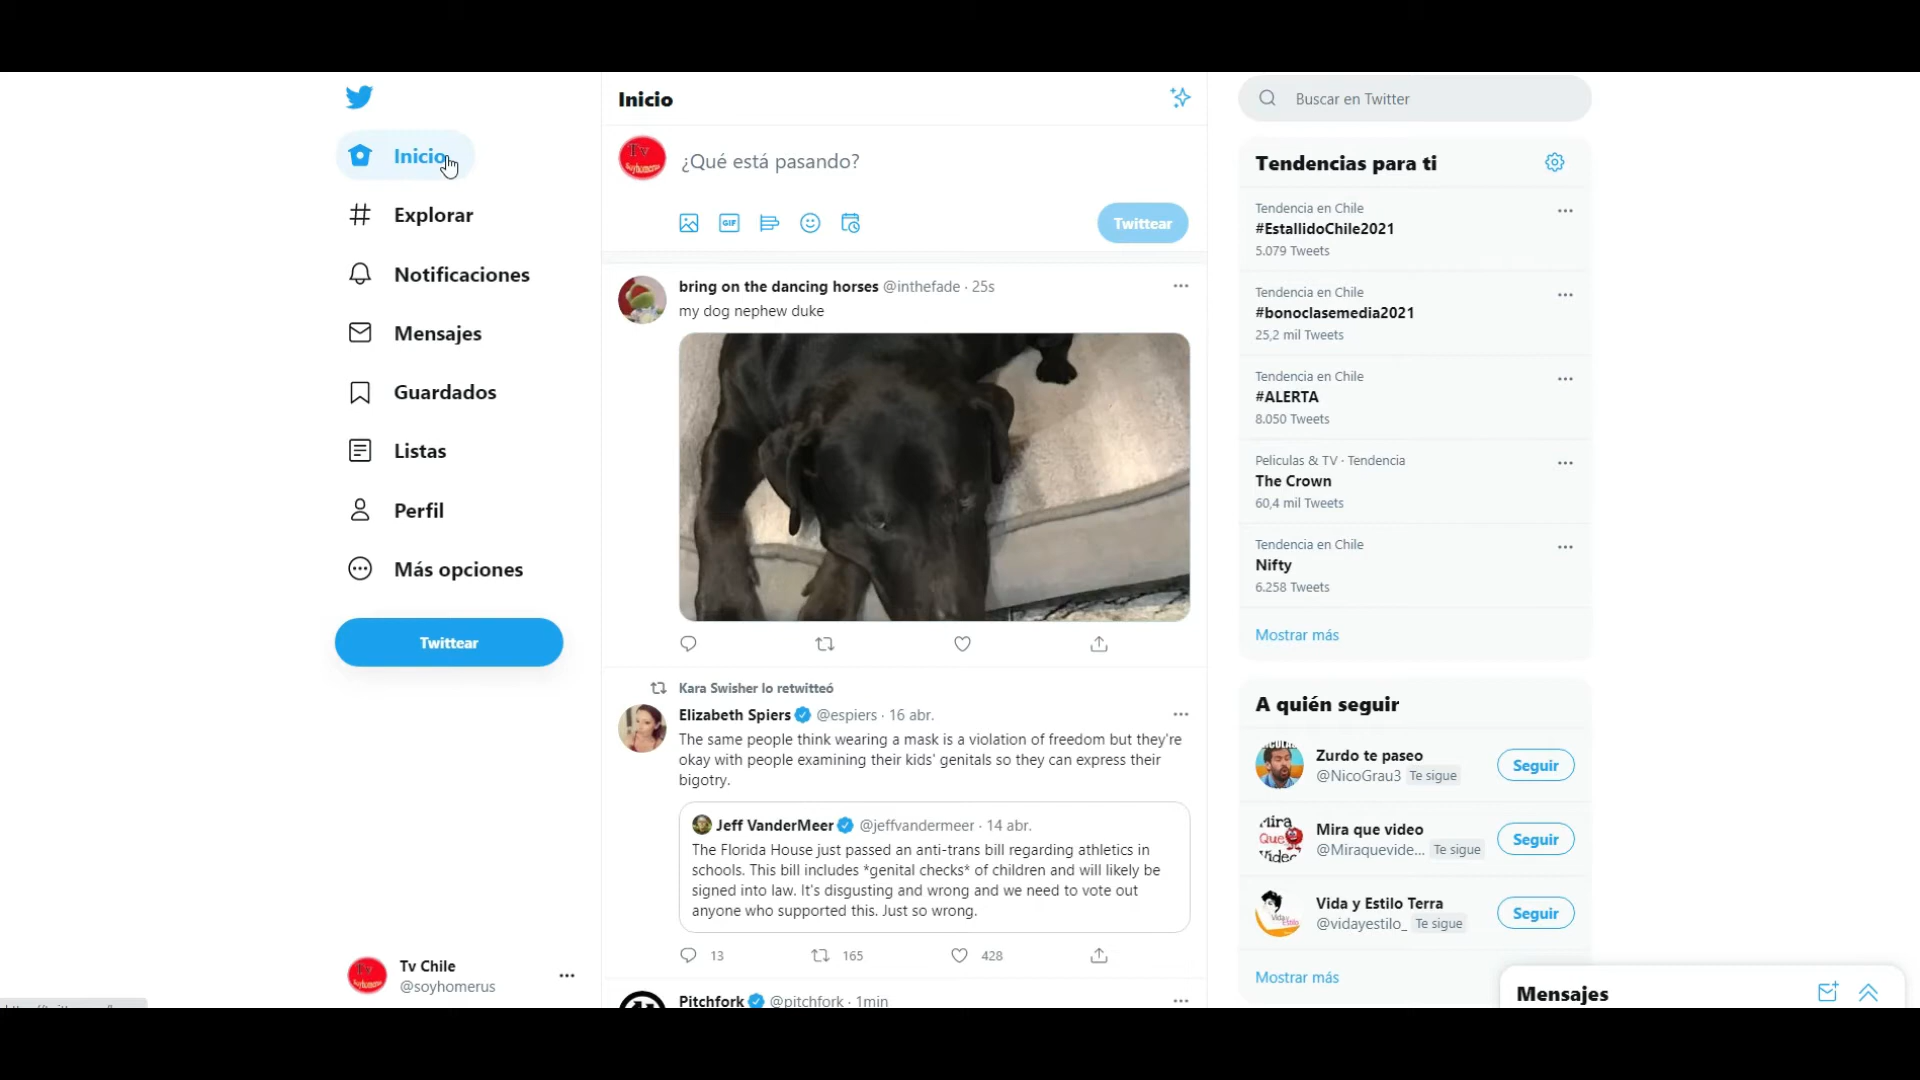 Inicio
Explorar
Notificaciones
Mensajes
Guardados
Listas
Perfil
Más opciones
Twittear
Tv Chile
@soyhomerus
Inicio
Tv
Soyhomerus
¿Qué está pasando?
GIF
Twittear
bring on the dancing horses @inthefade · 25s
my dog nephew duke
Kara Swisher lo retwitteó
Elizabeth Spiers @espiers · 16 abr.
The same people think wearing a mask is a violation of freedom but they're
okay with people examining their kids' genitals so they can express their
bigotry.
Jeff VanderMeer @jeffvandermeer · 14 abr.
The Florida House just passed an anti-trans bill regarding athletics in
schools. This bill includes *genital checks* of children and will likely be
signed into law. It's disgusting and wrong and we need to vote out
anyone who supported this. Just so wrong.
13 165 428
Pitchfork @pitchfork · 1min
Buscar en Twitter
Tendencias para ti
Tendencia en Chile
#EstallidoChile2021
5.079 Tweets
Tendencia en Chile
#bonoclasemedia2021
25,2 mil Tweets
Tendencia en Chile
#ALERTA
8.050 Tweets
Peliculas & TV · Tendencia
The Crown
60,4 mil Tweets
Tendencia en Chile
Nifty
6.258 Tweets
Mostrar más
A quién seguir
Zurdo te paseo
@NicoGrau3 Te sigue
Seguir
Mira
Que
Video
Mira que video
@Miraquevide... Te sigue
Seguir
Vida y Estilo Terra
@vidayestilo_ Te sigue
Seguir
Mostrar más
Mensajes